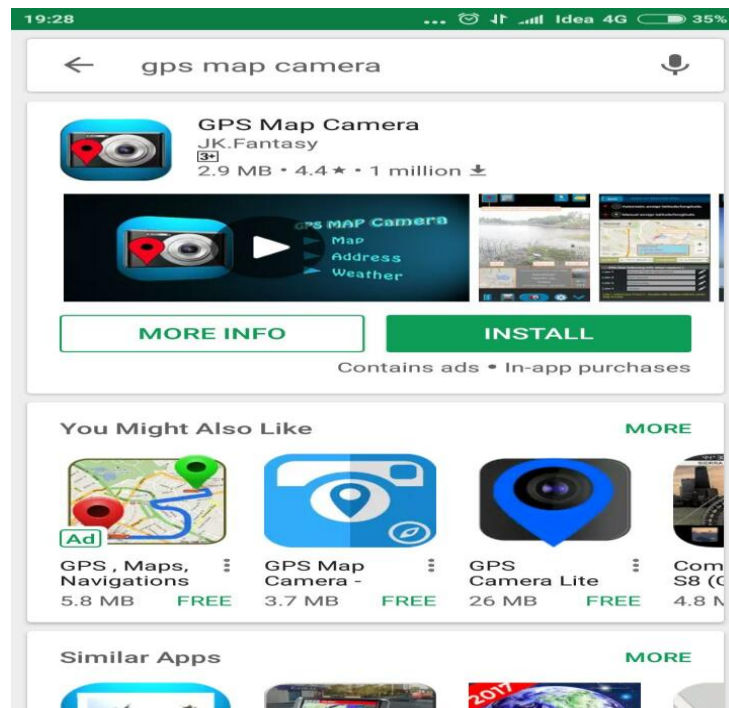 19:28
... Idea 4G 35%
gps map camera
GPS Map Camera
JK.Fantasy
3+
2.9 MB • 4.4★ • 1 million
GPS MAP Camera
Map
Address
Weather
MORE INFO
INSTALL
Contains ads • In-app purchases
You Might Also Like
MORE
Ad
GPS , Maps,
Navigations
5.8 MB FREE
GPS Map
Camera -
3.7 MB FREE
GPS
Camera Lite
26 MB FREE
Com
S8 (
4.8
Similar Apps
MORE
2017